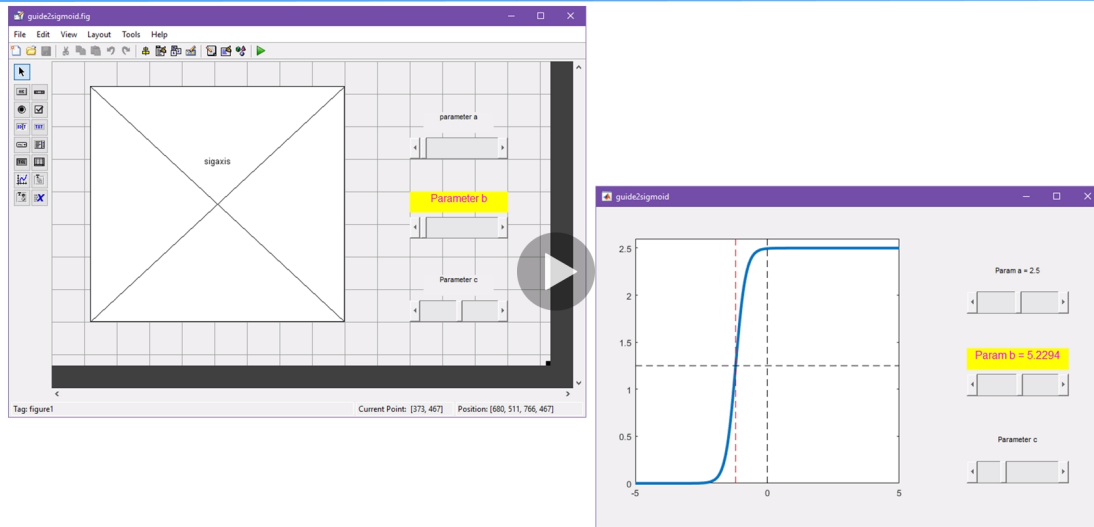 guide2sigmoid.fig
File Edit View Layout Tools Help
sigaxis
parameter a
Parameter b
Parameter c
Tag: figure1
Current Point: [373, 467]
Position: [680, 511, 766, 467]
guide2sigmoid
2.5
2
1.5
1
0.5
0
-5
0
5
Param a = 2.5
Param b = 5.2294
Parameter c